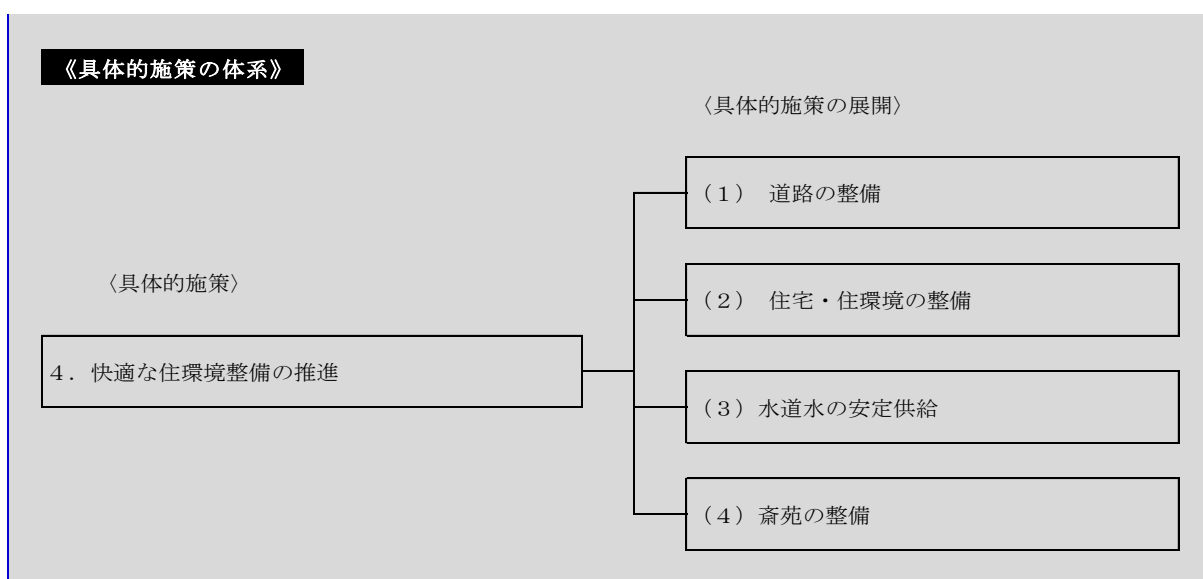 《具体的施策の体系》
〈具体的施策の展開〉
（１） 道路の整備
〈具体的施策〉
（２） 住宅・住環境の整備
４．快適な住環境整備の推進
（３）水道水の安定供給
（４）斎苑の整備